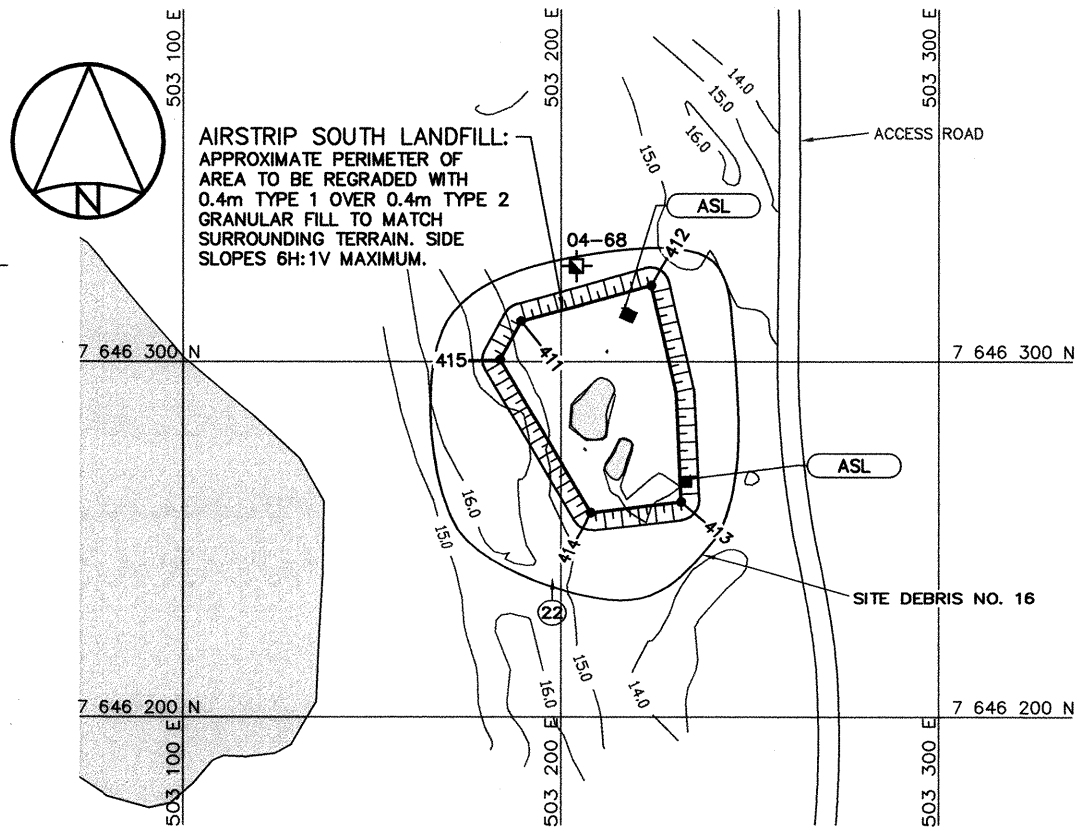 503 100 E
503 200 E
503 300 E
14.0
15.0
16.0
ACCESS ROAD
AIRSTRIP SOUTH LANDFILL:
APPROXIMATE PERIMETER OF
AREA TO BE REGRADED WITH
0.4m TYPE 1 OVER 0.4m TYPE 2
GRANULAR FILL TO MATCH
SURROUNDING TERRAIN. SIDE
SLOPES 6H:1V MAXIMUM.
15.0
ASL
N
04-68
412
7 646 300 N
415
411
7 646 300 N
ASL
16.0
15.0
414
413
SITE DEBRIS NO. 16
22
15.0
16.0
14.0
7 646 200 N
7 646 200 N
503 100 E
503 200 E
503 300 E